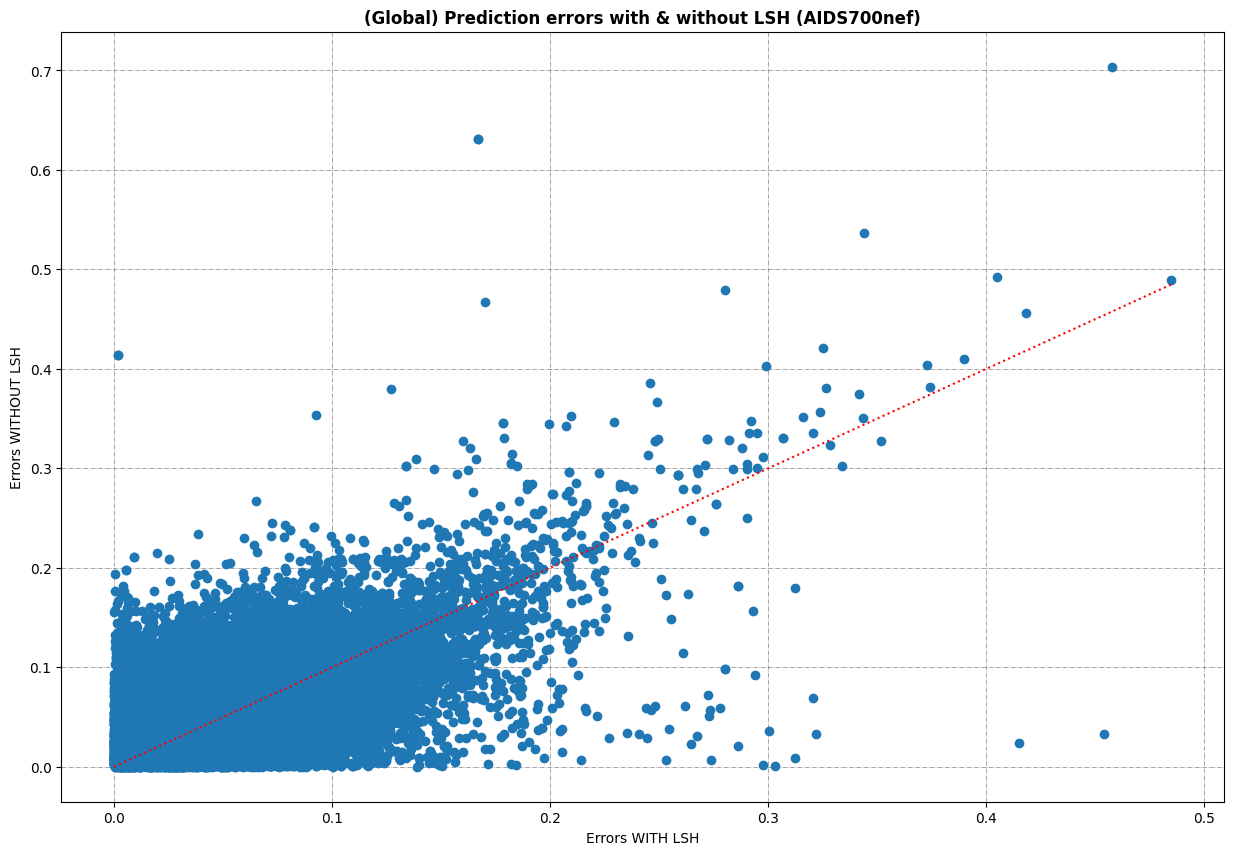 (Global) Prediction errors with & without LSH (AIDS700nef)
Errors WITHOUT LSH
0.7
0.6
0.5
0.4
0.3
0.2
0.1
0.0
0.0 0.1 0.2 0.3 0.4 0.5
Errors WITH LSH